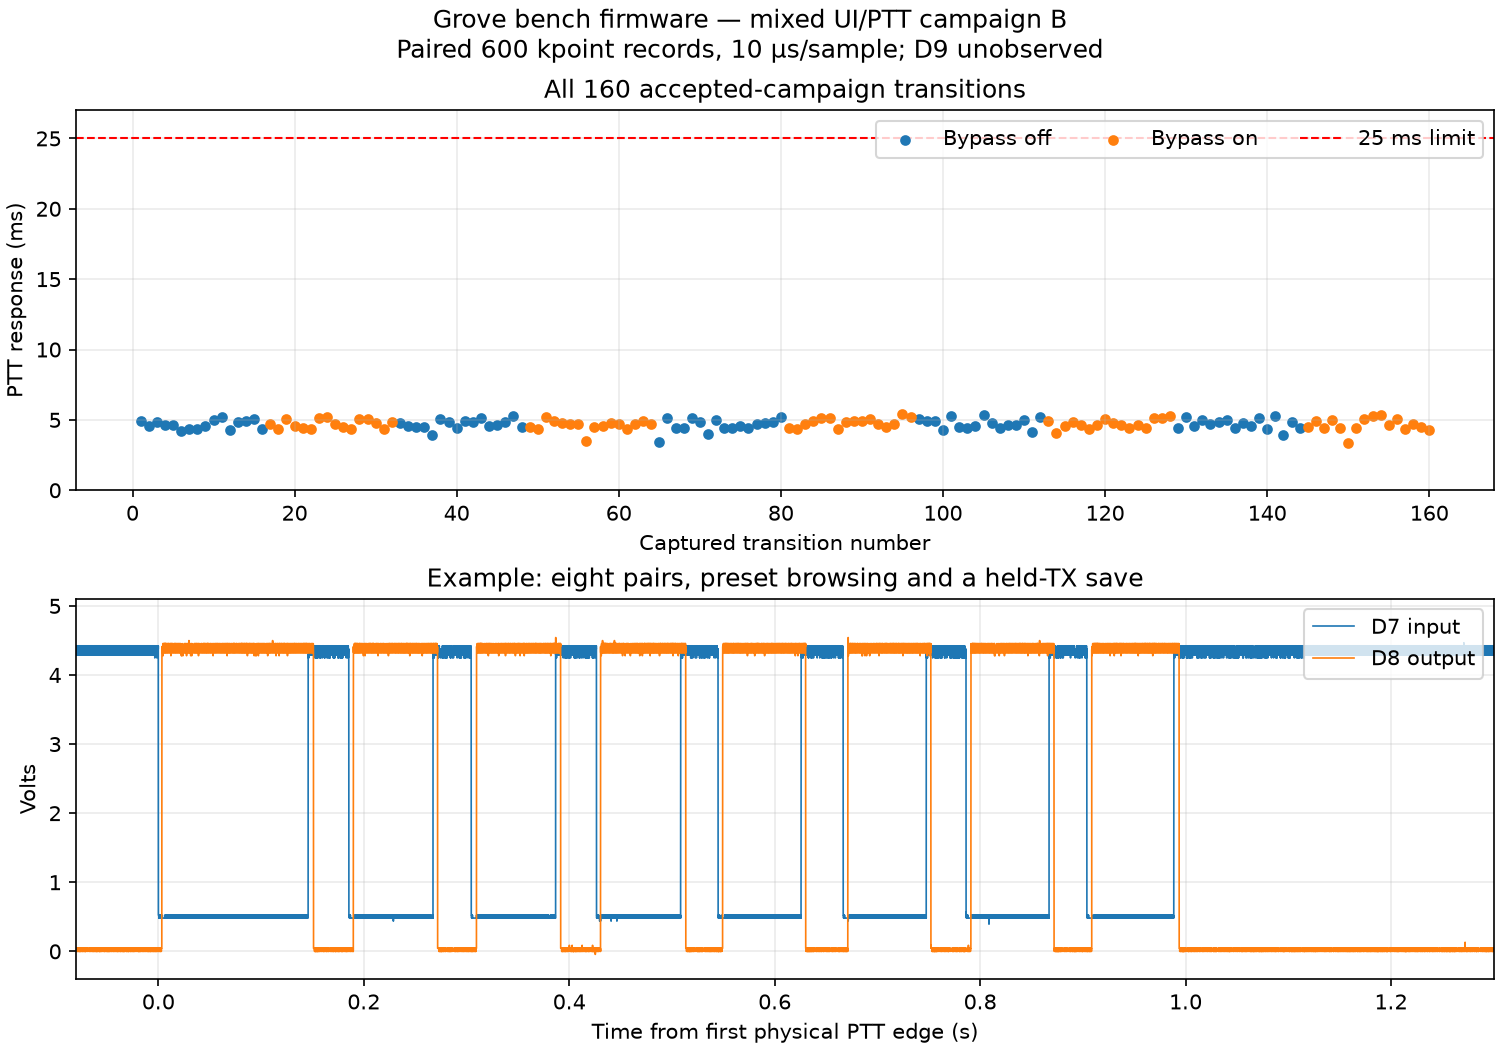 Grove bench firmware — mixed UI/PTT campaign B
Paired 600 kpoint records, 10 µs/sample; D9 unobserved
All 160 accepted-campaign transitions
25
20
15
10
5
0
PTT response (ms)
Bypass off
Bypass on
25 ms limit
0 20 40 60 80 100 120 140 160
Captured transition number
Example: eight pairs, preset browsing and a held-TX save
5
4
3
2
1
0
Volts
D7 input
D8 output
0.0 0.2 0.4 0.6 0.8 1.0 1.2
Time from first physical PTT edge (s)